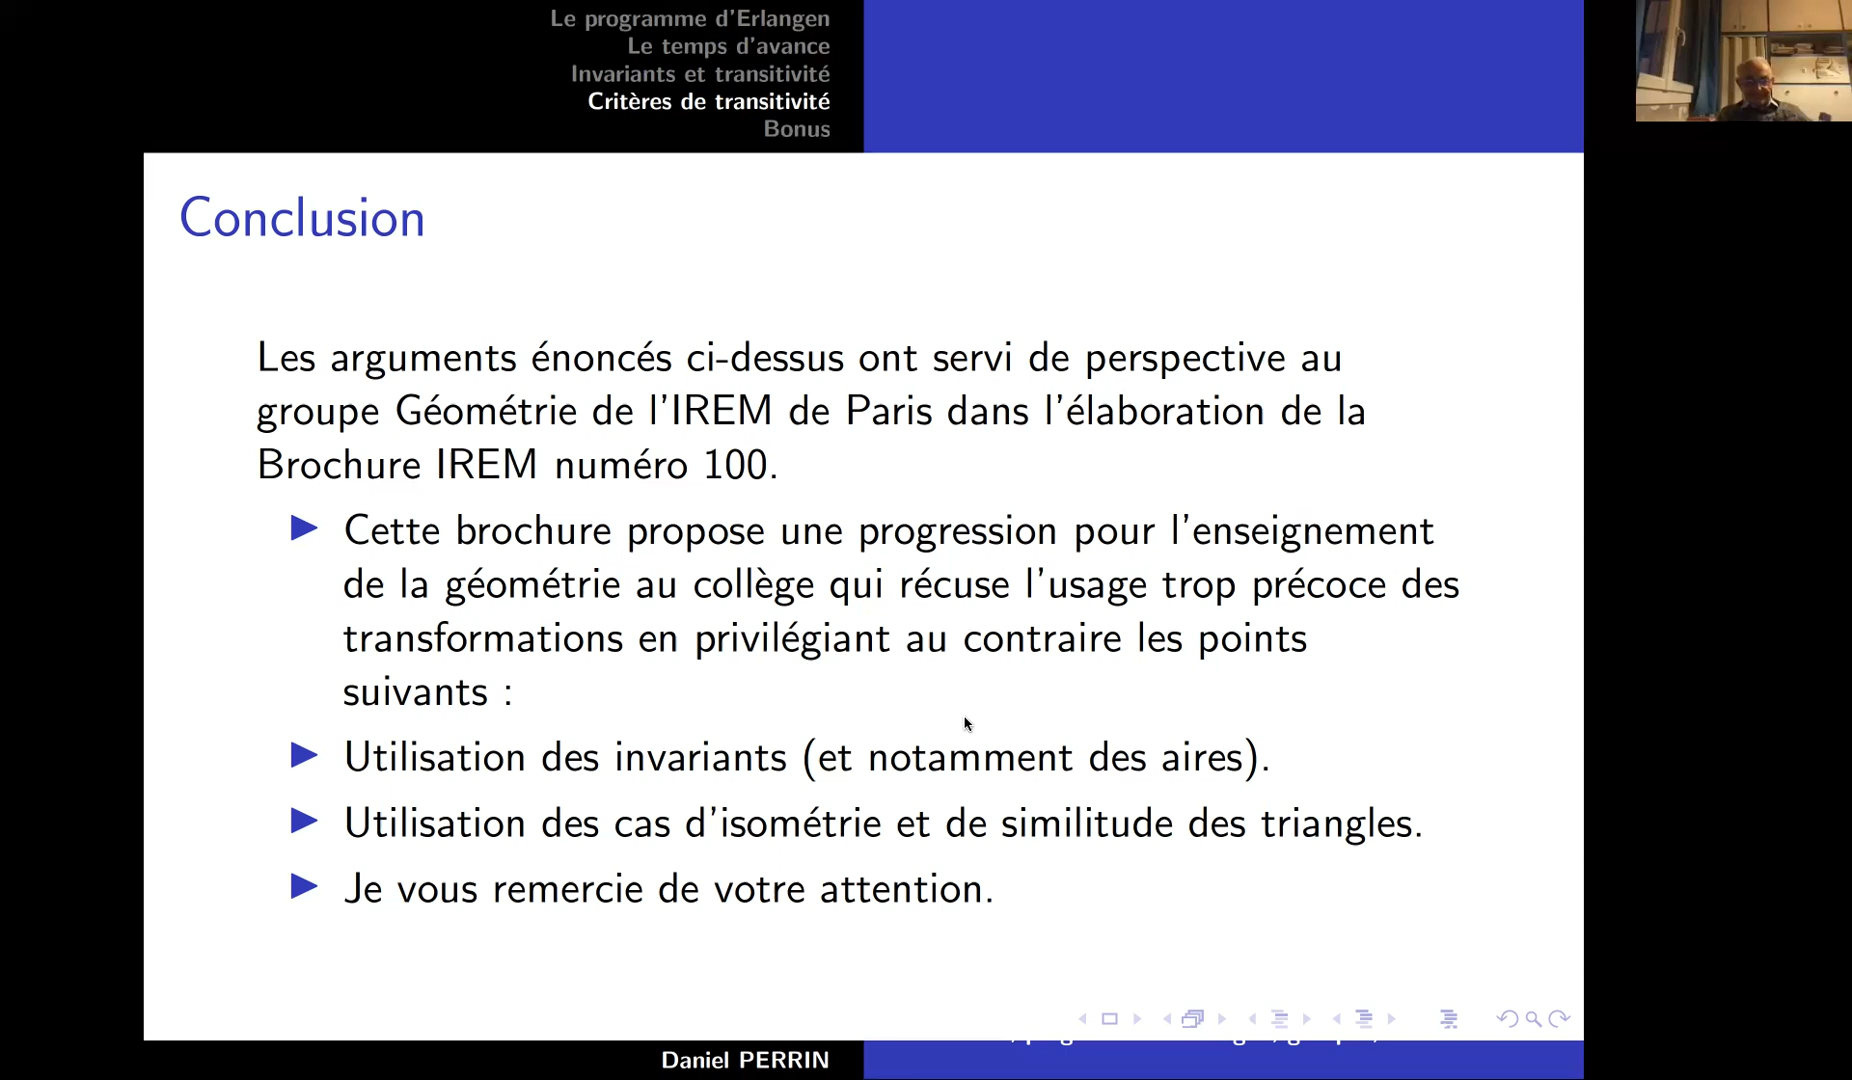 Le programme d'Erlangen
Le temps d'avance
Invariants et transitivité
Critères de transitivité
Bonus
Conclusion
Les arguments énoncés ci-dessus ont servi de perspective au
groupe Géométrie de l'IREM de Paris dans l'élaboration de la
Brochure IREM numéro 100.
Cette brochure propose une progression pour l'enseignement
de la géométrie au collège qui récuse l'usage trop précoce des
transformations en privilégiant au contraire les points
suivants :
Utilisation des invariants (et notamment des aires).
Utilisation des cas d'isométrie et de similitude des triangles.
Je vous remercie de votre attention.
Daniel PERRIN